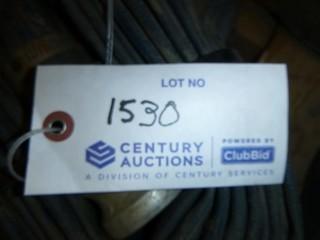 LOT NO
1530
CENTURY AUCTIONS
POWERED BY
ClubBid
A DIVISION OF CENTURY SERVICES